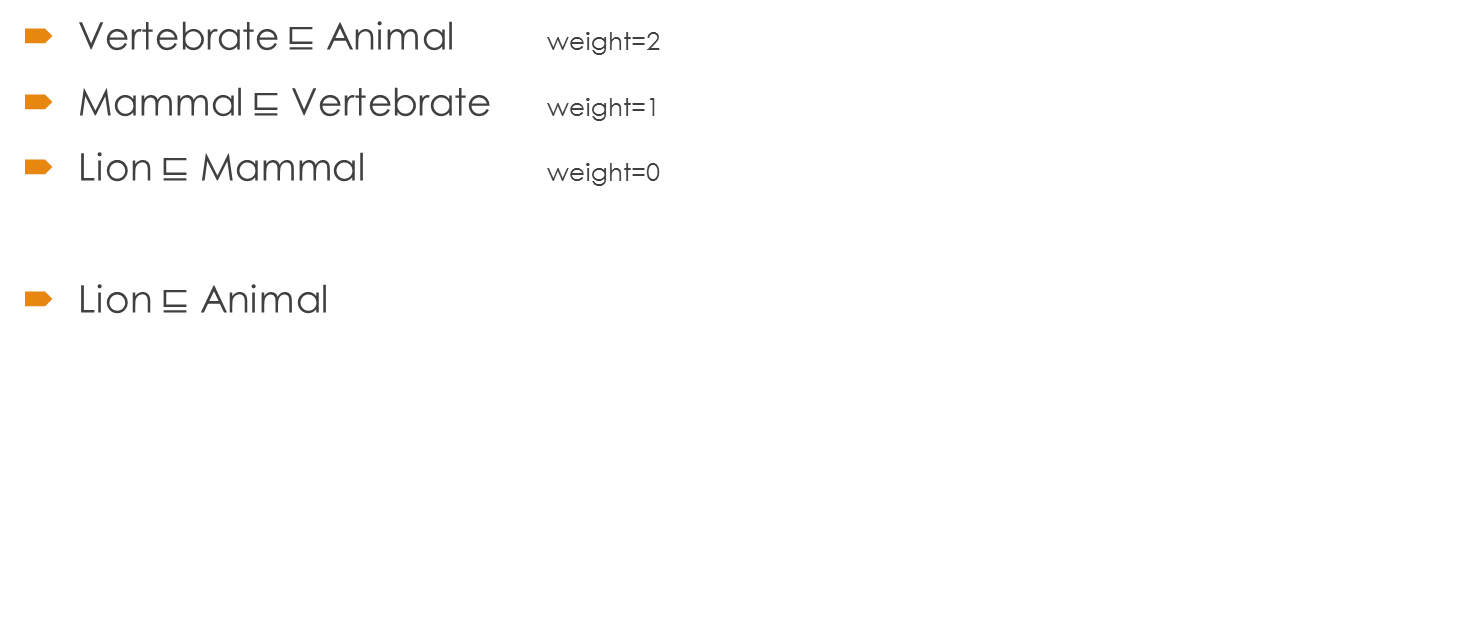 Vertebrate ⊑ Animal weight=2
Mammal ⊑ Vertebrate weight=1
Lion ⊑ Mammal weight=0
Lion ⊑ Animal